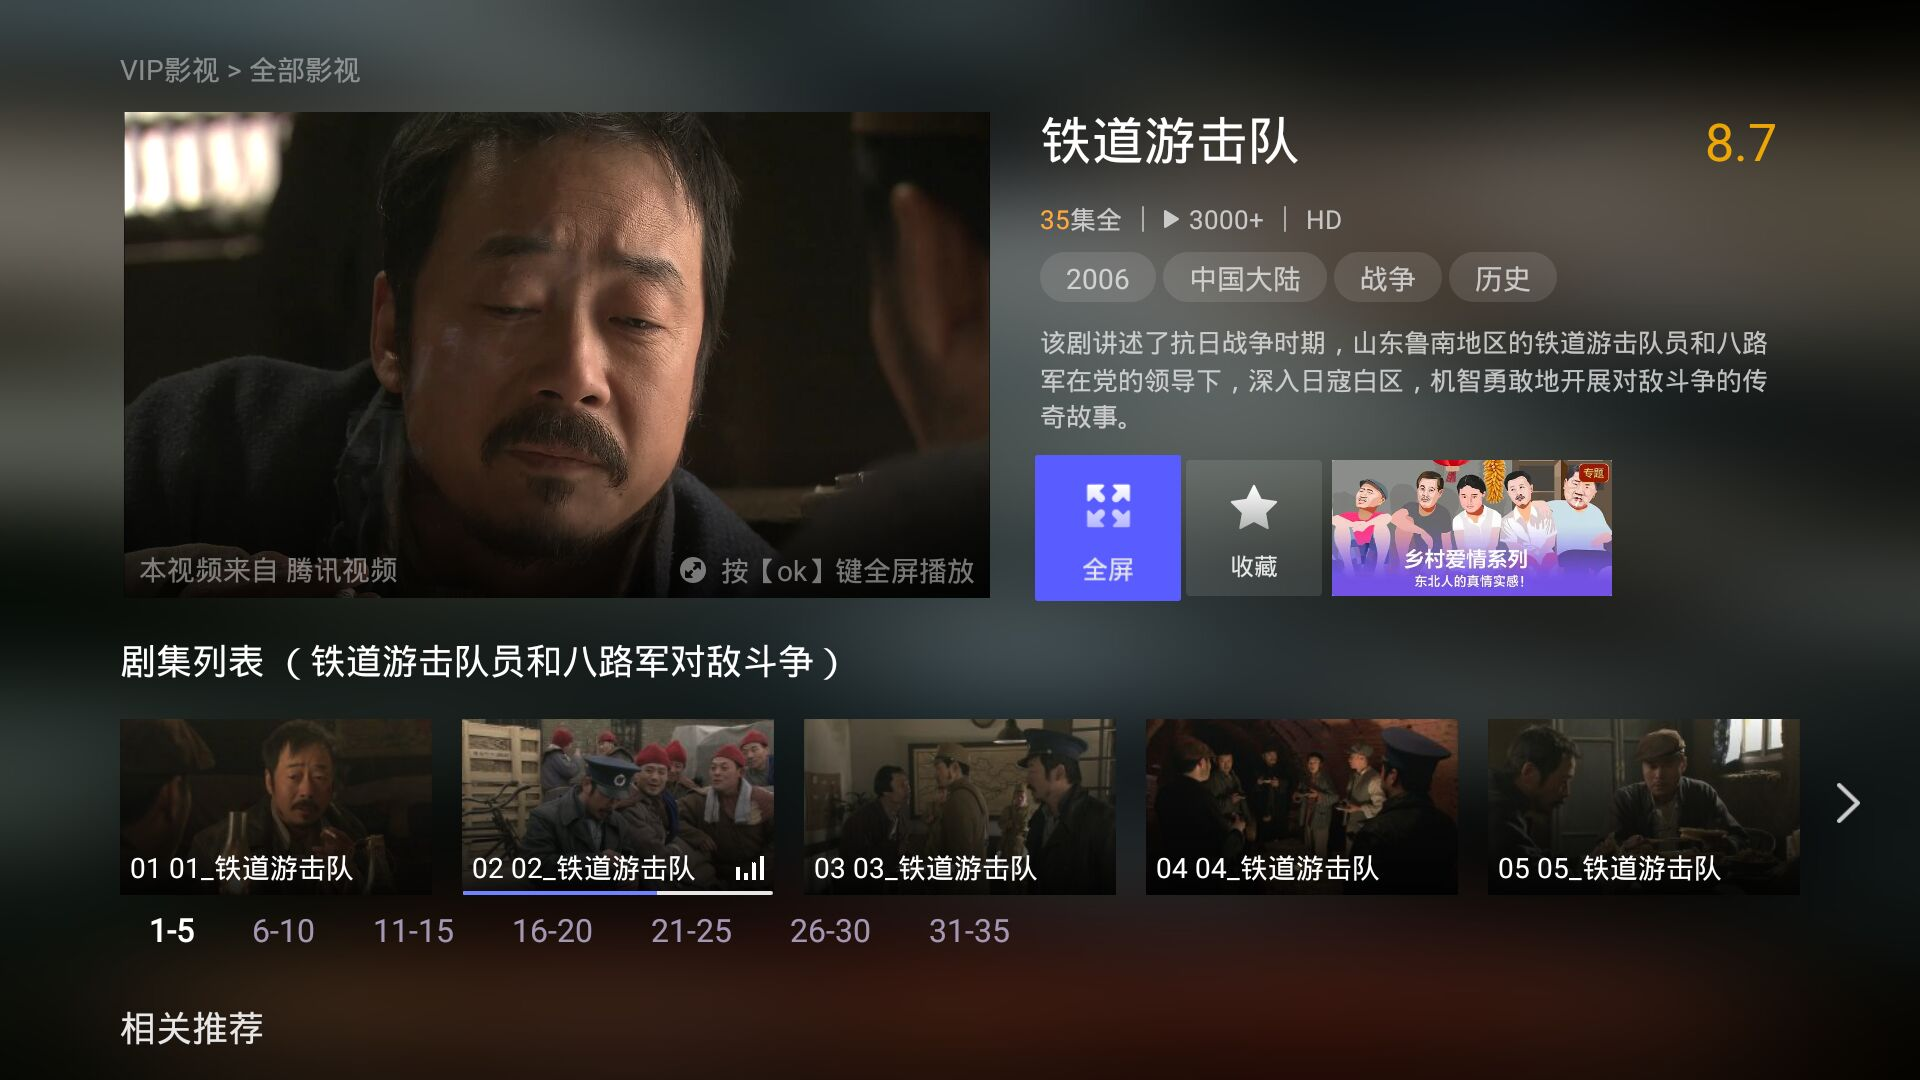 VIP影视 > 全部影视
本视频来自 腾讯视频
按【ok】键全屏播放
铁道游击队
8.7
35集全 | ▶ 3000+ | HD
2006 中国大陆 战争 历史
该剧讲述了抗日战争时期，山东鲁南地区的铁道游击队员和八路
军在党的领导下，深入日寇白区，机智勇敢地开展对敌斗争的传
奇故事。
全屏
收藏
专题
乡村爱情系列
东北人的真情实感！
剧集列表（铁道游击队员和八路军对敌斗争）
01 01_铁道游击队
02 02_铁道游击队
03 03_铁道游击队
04 04_铁道游击队
05 05_铁道游击队
1-5 6-10 11-15 16-20 21-25 26-30 31-35
相关推荐